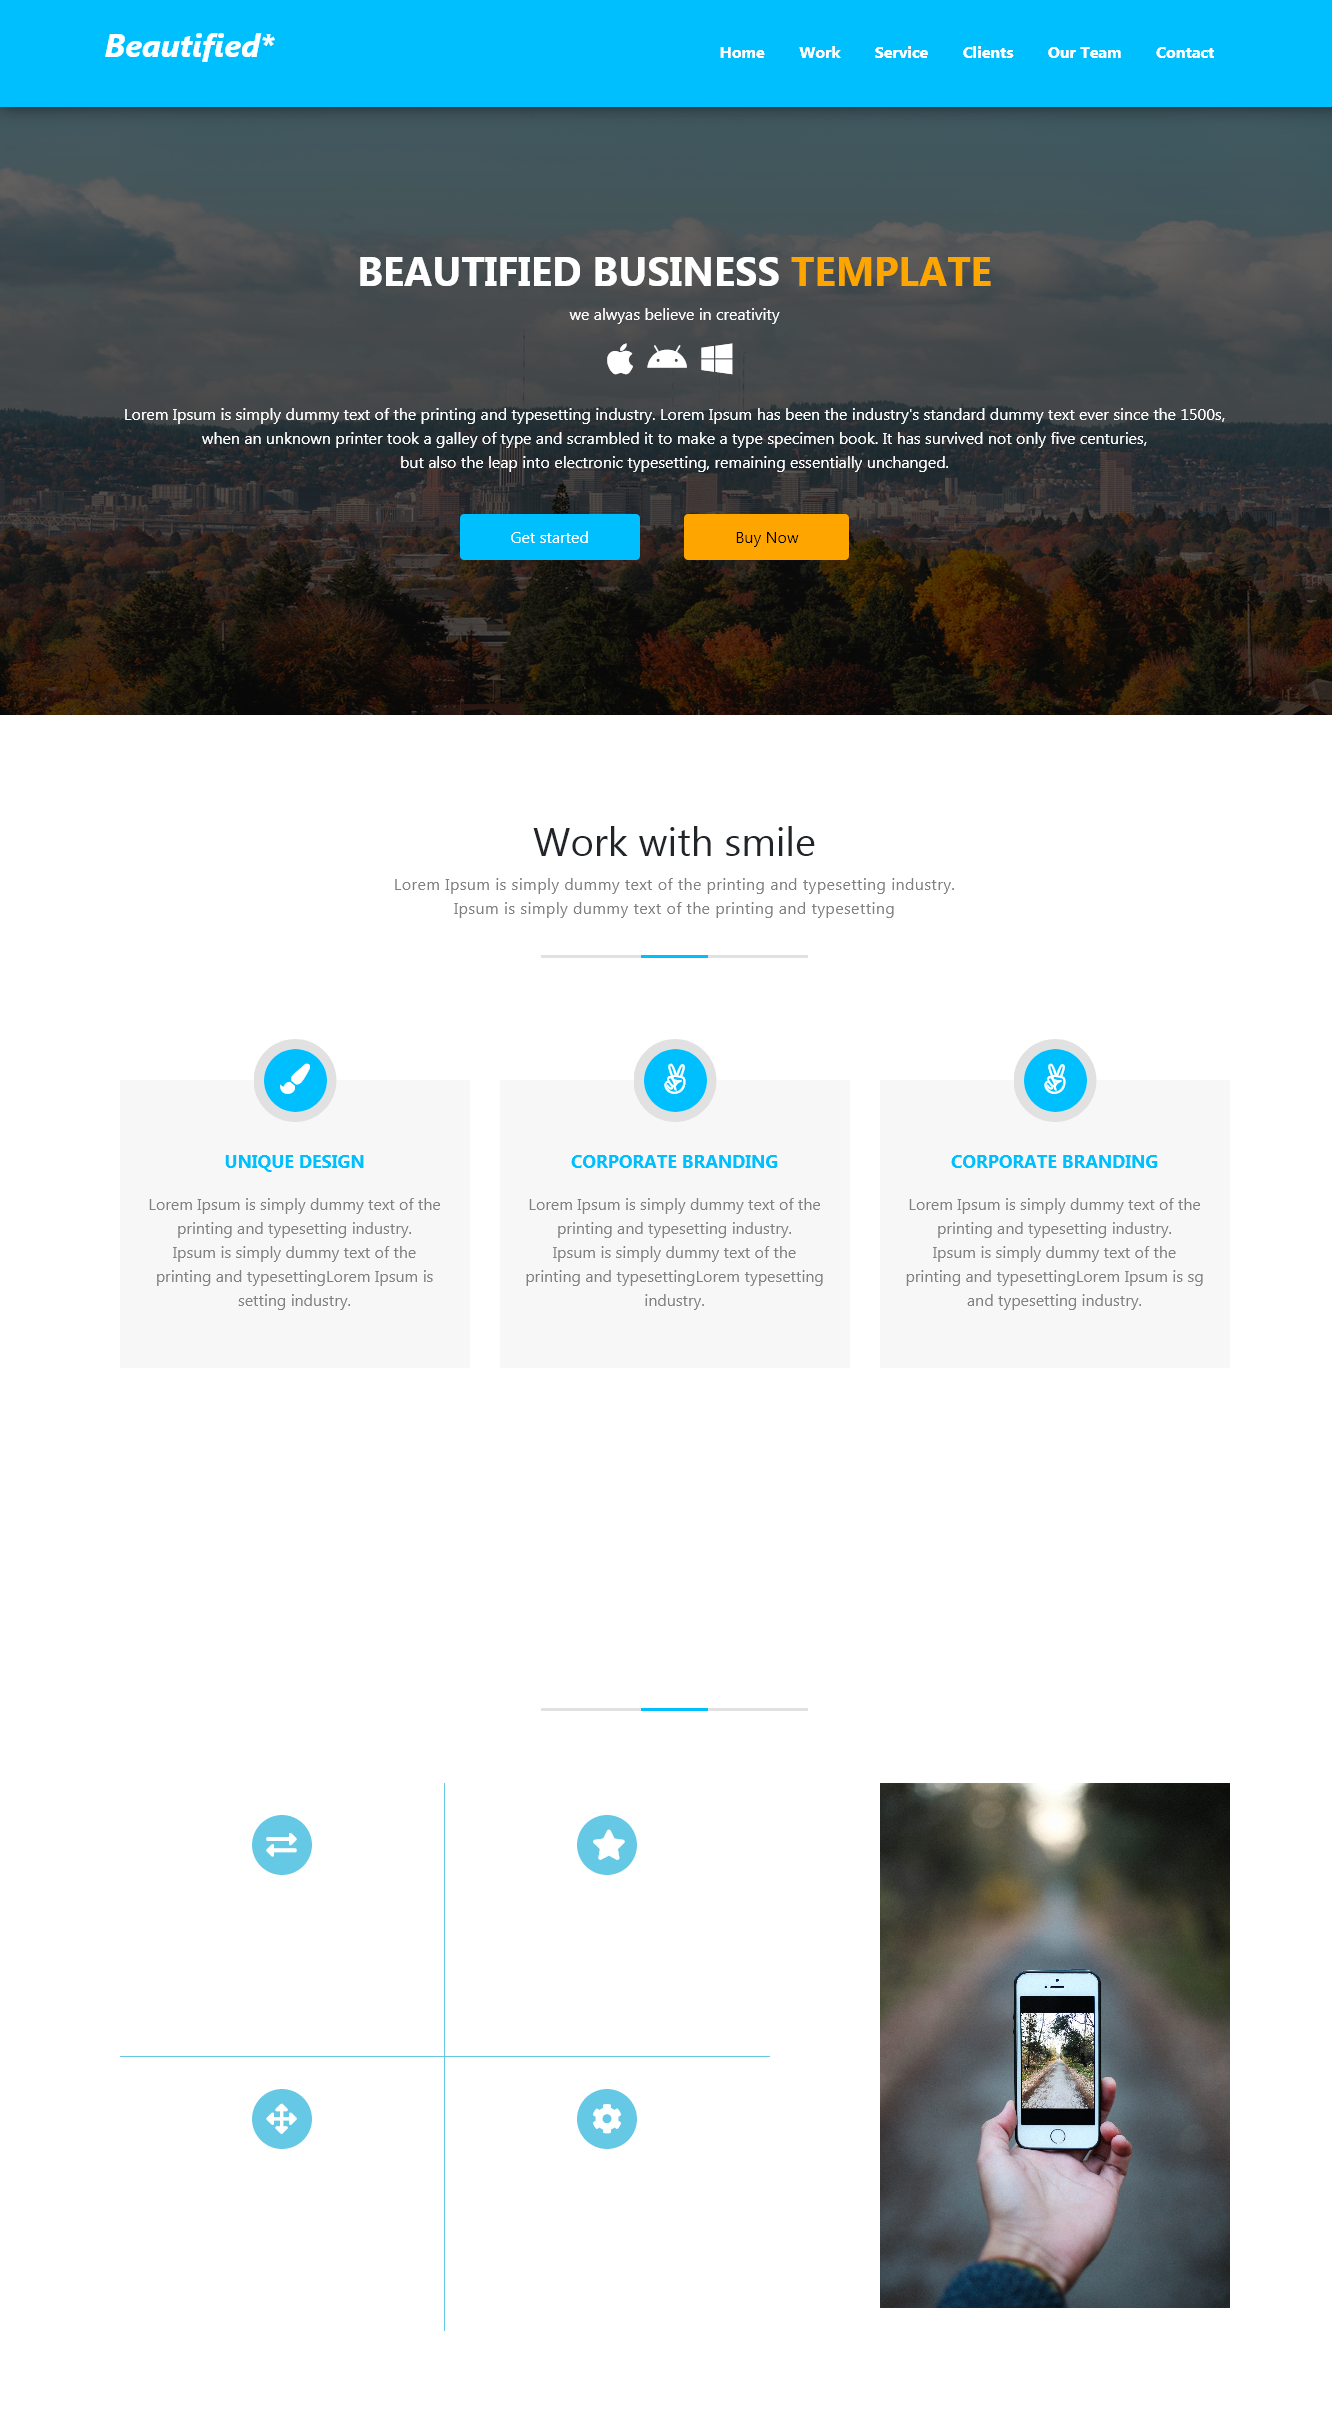 Beautified*
Home Work Service Clients Our Team Contact
BEAUTIFIED BUSINESS TEMPLATE
we alwyas believe in creativity
Lorem Ipsum is simply dummy text of the printing and typesetting industry. Lorem Ipsum has been the industry's standard dummy text ever since the 1500s,
when an unknown printer took a galley of type and scrambled it to make a type specimen book. It has survived not only five centuries,
but also the leap into electronic typesetting, remaining essentially unchanged.
Get started
Buy Now
Work with smile
Lorem Ipsum is simply dummy text of the printing and typesetting industry.
Ipsum is simply dummy text of the printing and typesetting
UNIQUE DESIGN
Lorem Ipsum is simply dummy text of the
printing and typesetting industry.
Ipsum is simply dummy text of the
printing and typesettingLorem Ipsum is
setting industry.
CORPORATE BRANDING
Lorem Ipsum is simply dummy text of the
printing and typesetting industry.
Ipsum is simply dummy text of the
printing and typesettingLorem typesetting
industry.
CORPORATE BRANDING
Lorem Ipsum is simply dummy text of the
printing and typesetting industry.
Ipsum is simply dummy text of the
printing and typesettingLorem Ipsum is sg
and typesetting industry.